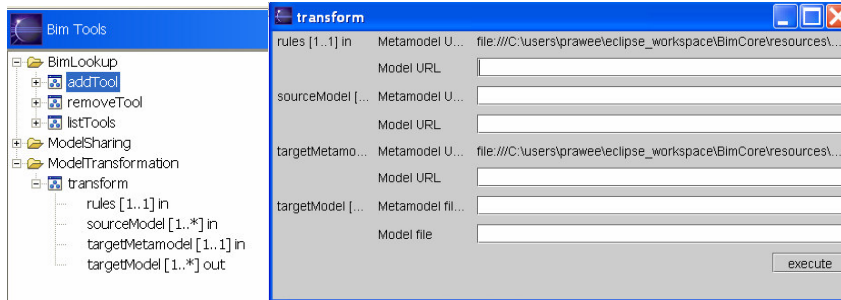 Bim Tools
BimLookup
addTool
removeTool
listTools
ModelSharing
ModelTransformation
transform
rules [1..1] in
sourceModel [1..*] in
targetMetamodel [1..1] in
targetModel [1..*] out
transform
rules [1..1] in Metamodel U... file:///C:\users\prawee\eclipse_workspace\BimCore\resources\...
Model URL
sourceModel [... Metamodel U...
Model URL
targetMetamo... Metamodel U... file:///C:\users\prawee\eclipse_workspace\BimCore\resources\...
Model URL
targetModel [... Metamodel fil...
Model file
execute